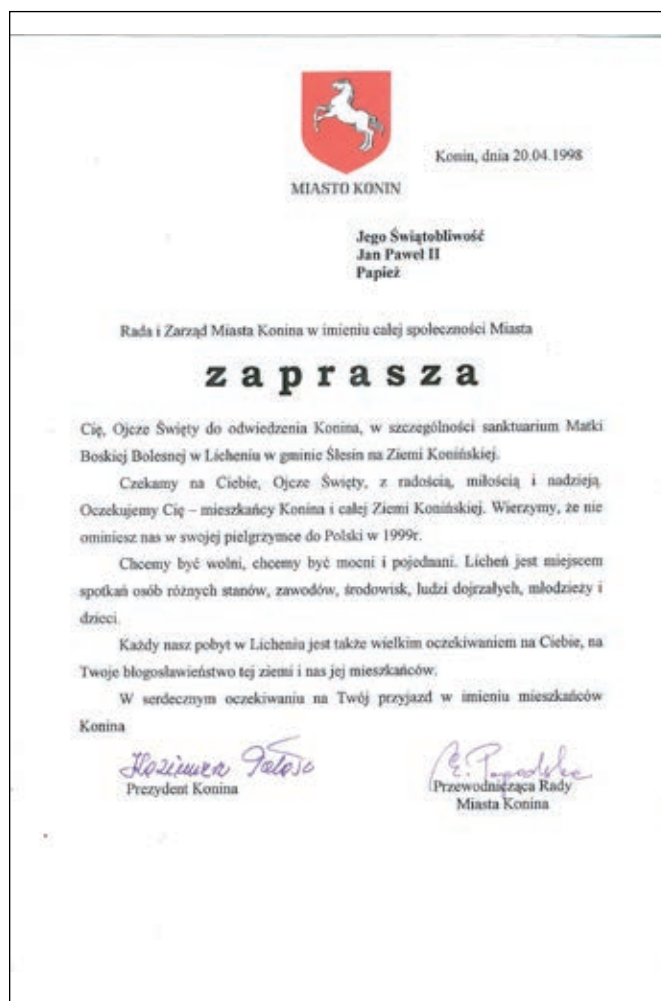 MIASTO KONIN
Konin, dnia 20.04.1998
Jego Świątobliwość
Jan Paweł II
Papież
Rada i Zarząd Miasta Konina w imieniu całej społeczności Miasta
zaprasza
Cię, Ojcze Święty do odwiedzenia Konina, w szczególności sanktuarium Matki
Boskiej Bolesnej w Licheniu w gminie Ślesin na Ziemi Konińskiej.
Czekamy na Ciebie, Ojcze Święty, z radością, miłością i nadzieją.
Oczekujemy Cię – mieszkańcy Konina i całej Ziemi Konińskiej. Wierzymy, że nie
ominiesz nas w swojej pielgrzymce do Polski w 1999r.
Chcemy być wolni, chcemy być mocni i pojednani. Licheń jest miejscem
spotkań osób różnych stanów, zawodów, środowisk, ludzi dojrzałych, młodzieży i
dzieci.
Każdy nasz pobyt w Licheniu jest także wielkim oczekiwaniem na Ciebie, na
Twoje błogosławieństwo tej ziemi i nas jej mieszkańców.
W serdecznym oczekiwaniu na Twój przyjazd w imieniu mieszkańców
Konina
Prezydent Konina
Przewodnicząca Rady
Miasta Konina